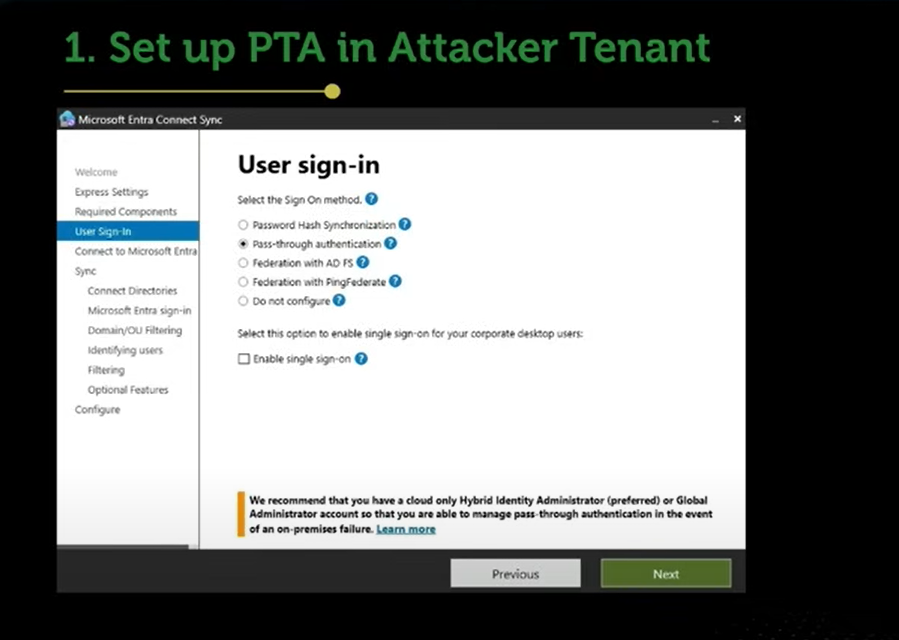 1. Set up PTA in Attacker Tenant
Microsoft Entra Connect Sync
Welcome
Express Settings
Required Components
User Sign-In
Connect to Microsoft Entra
Sync
Connect Directories
Microsoft Entra sign-in
Domain/OU Filtering
Identifying users
Filtering
Optional Features
Configure
User sign-in
Select the Sign On method. ?
Password Hash Synchronization ?
Pass-through authentication ?
Federation with AD FS ?
Federation with PingFederate ?
Do not configure ?
Select this option to enable single sign-on for your corporate desktop users:
Enable single sign-on ?
We recommend that you have a cloud only Hybrid Identity Administrator (preferred) or Global
Administrator account so that you are able to manage pass-through authentication in the event
of an on-premises failure. Learn more
Previous
Next